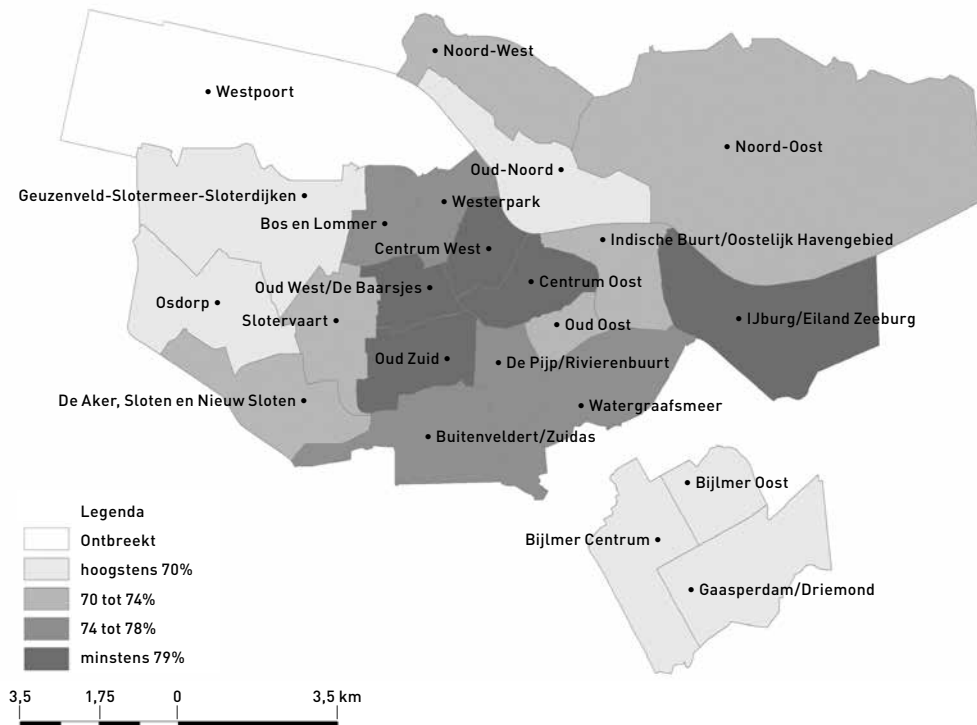 Noord-West
Westpoort
Noord-Oost
Oud-Noord
Geuzenveld-Slotermeer-Sloterdijken
Westerpark
Bos en Lommer
Indische Buurt/Oostelijk Havengebied
Centrum West
Centrum Oost
Oud West/De Baarsjes
Osdorp
Slotervaart
Oud Oost
IJburg/Eiland Zeeburg
Oud Zuid
De Pijp/Rivierenbuurt
De Aker, Sloten en Nieuw Sloten
Watergraafsmeer
Buitenveldert/Zuidas
Bijlmer Oost
Bijlmer Centrum
Gaasperdam/Driemond
Legenda
Ontbreekt
hoogstens 70%
70 tot 74%
74 tot 78%
minstens 79%
3,5 1,75 0 3,5 km